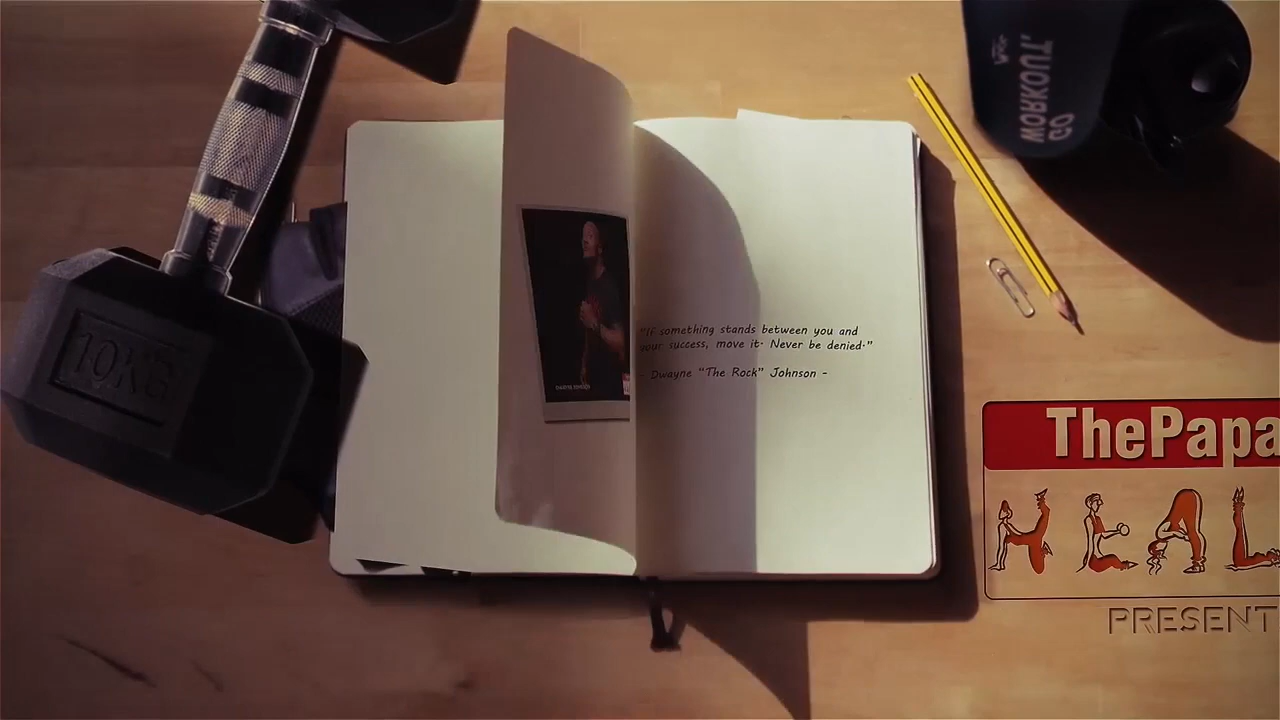 GO
WORKOUT.
10KG
"If something stands between you and
your success, move it. Never be denied."
- Dwayne "The Rock" Johnson -
ThePapa
HEAL
PRESENT